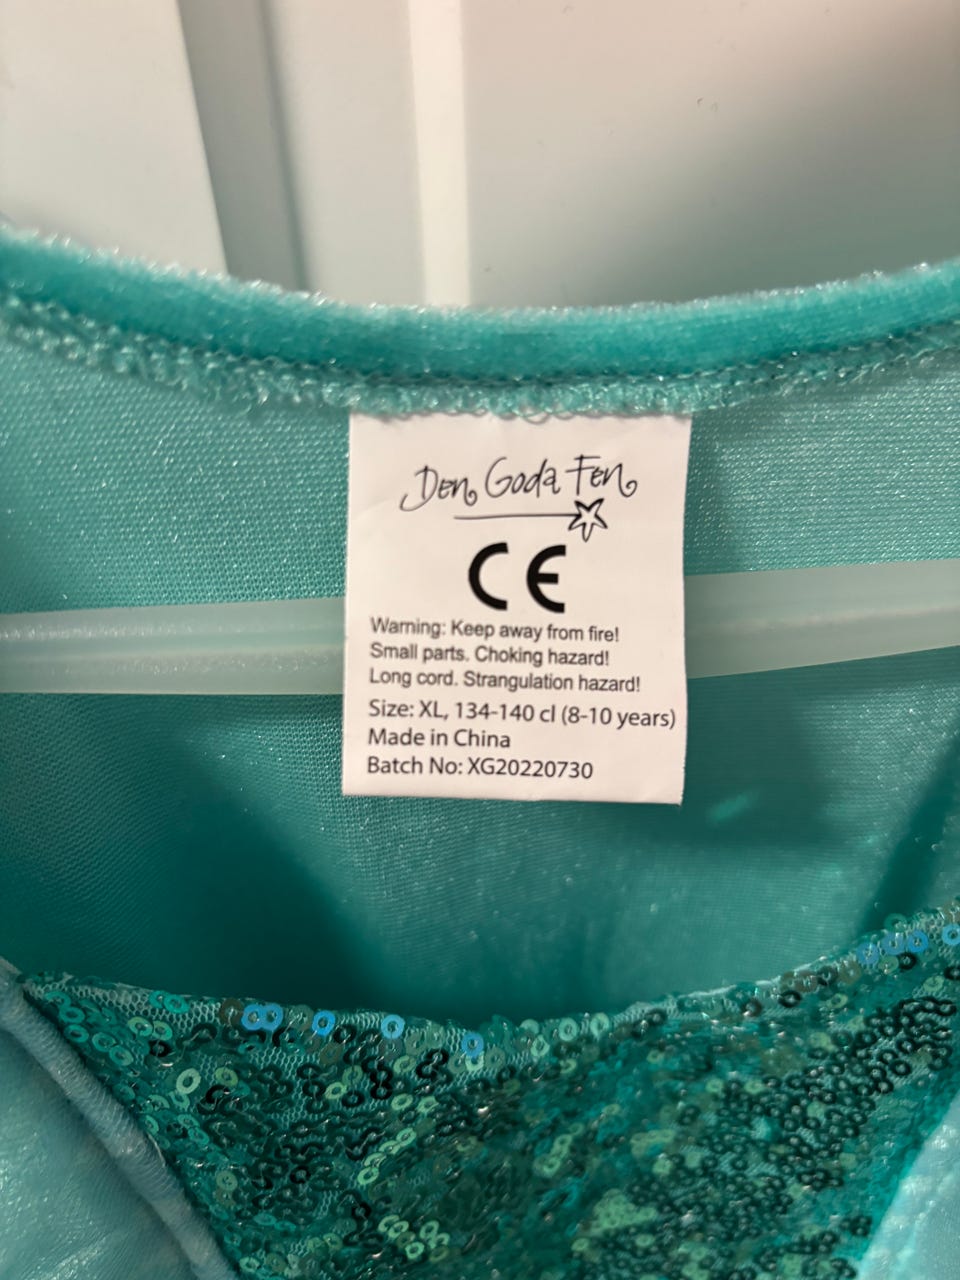 Den Goda Fen
CE
Warning: Keep away from fire!
Small parts. Choking hazard!
Long cord. Strangulation hazard!
Size: XL, 134-140 cl (8-10 years)
Made in China
Batch No: XG20220730